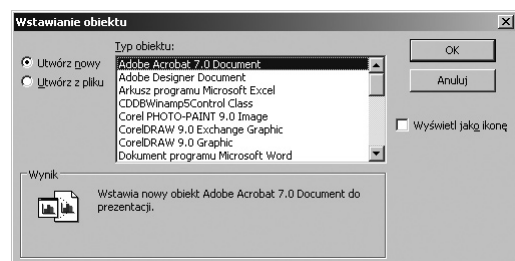 Wstawianie obiektu
Typ obiektu:
Utwórz nowy
Utwórz z pliku
Adobe Acrobat 7.0 Document
Adobe Designer Document
Arkusz programu Microsoft Excel
CDDBWinamp5Control Class
Corel PHOTO-PAINT 9.0 Image
CorelDRAW 9.0 Exchange Graphic
CorelDRAW 9.0 Graphic
Dokument programu Microsoft Word
OK
Anuluj
Wyświetl jako ikonę
Wynik
Wstawia nowy obiekt Adobe Acrobat 7.0 Document do
prezentacji.